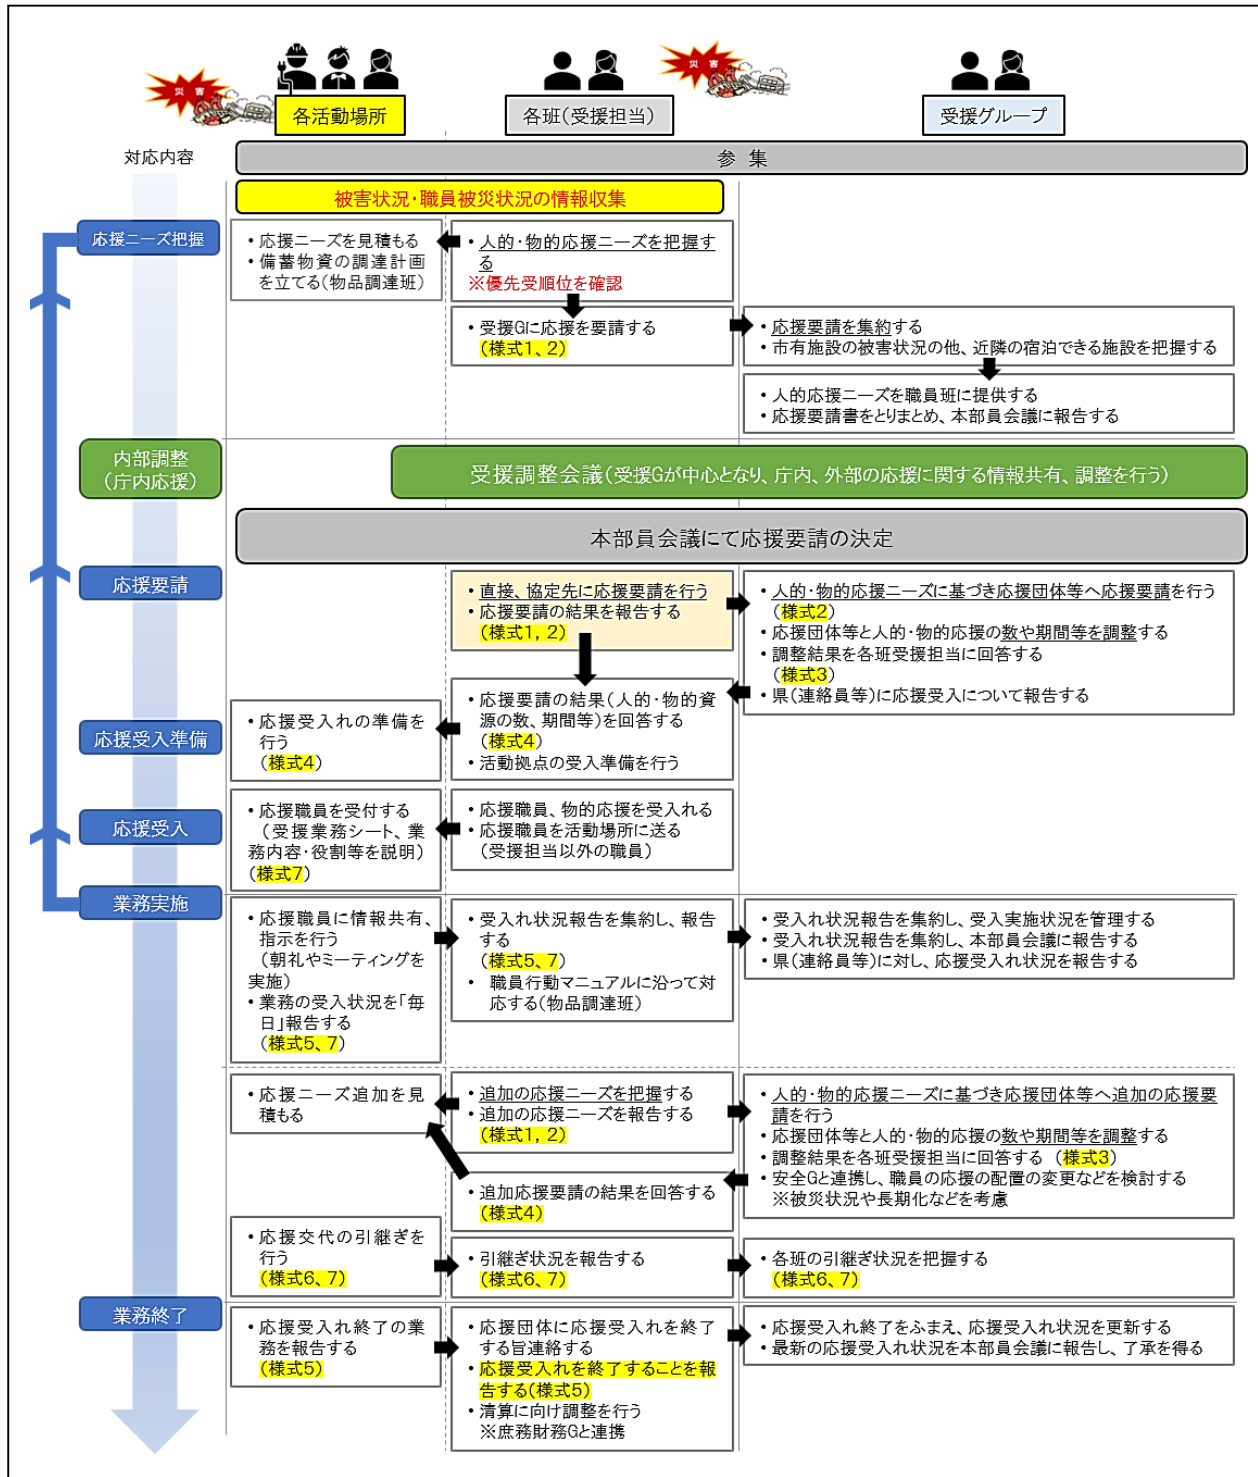 災 害
災 害
各活動場所
各班(受援担当)
受援グループ
対応内容
参 集
被害状況・職員被災状況の情報収集
応援ニーズ把握
・応援ニーズを見積もる
・備蓄物資の調達計画
を立てる(物品調達班)
・人的・物的応援ニーズを把握す
る
※優先受順位を確認
・受援Gに応援を要請する
(様式1、2)
・応援要請を集約する
・市有施設の被害状況の他、近隣の宿泊できる施設を把握する
・人的応援ニーズを職員班に提供する
・応援要請書をとりまとめ、本部員会議に報告する
内部調整
(庁内応援)
受援調整会議(受援Gが中心となり、庁内、外部の応援に関する情報共有、調整を行う)
本部員会議にて応援要請の決定
応援要請
・直接、協定先に応援要請を行う
・応援要請の結果を報告する
(様式1, 2)
・人的・物的応援ニーズに基づき応援団体等へ応援要請を行う
(様式2)
・応援団体等と人的・物的応援の数や期間等を調整する
・調整結果を各班受援担当に回答する
(様式3)
・県(連絡員等)に応援受入について報告する
応援受入準備
・応援受入れの準備を
行う
(様式4)
・応援要請の結果(人的・物的資
源の数、期間等)を回答する
(様式4)
・活動拠点の受入準備を行う
応援受入
・応援職員を受付する
(受援業務シート、業
務内容・役割等を説明)
(様式7)
・応援職員、物的応援を受入れる
・応援職員を活動場所に送る
(受援担当以外の職員)
業務実施
・応援職員に情報共有、
指示を行う
(朝礼やミーティングを
実施)
・業務の受入状況を「毎
日」報告する
(様式5、7)
・受入れ状況報告を集約し、報告
する
(様式5、7)
・ 職員行動マニュアルに沿って対
応する(物品調達班)
・受入れ状況報告を集約し、受入実施状況を管理する
・受入れ状況報告を集約し、本部員会議に報告する
・県(連絡員等)に対し、応援受入れ状況を報告する
・応援ニーズ追加を見
積もる
・追加の応援ニーズを把握する
・追加の応援ニーズを報告する
(様式1, 2)
・人的・物的応援ニーズに基づき応援団体等へ追加の応援要
請を行う
・応援団体等と人的・物的応援の数や期間等を調整する
・調整結果を各班受援担当に回答する (様式3)
・安全Gと連携し、職員の応援の配置の変更などを検討する
※被災状況や長期化などを考慮
・追加応援要請の結果を回答する
(様式4)
・応援交代の引継ぎを
行う
(様式6、7)
・引継ぎ状況を報告する
(様式6、7)
・各班の引継ぎ状況を把握する
(様式6、7)
業務終了
・応援受入れ終了の業
務を報告する
(様式5)
・応援団体に応援受入れを終了
する旨連絡する
・応援受入れを終了することを報
告する(様式5)
・清算に向け調整を行う
※庶務財務Gと連携
・応援受入れ終了をふまえ、応援受入れ状況を更新する
・最新の応援受入れ状況を本部員会議に報告し、了承を得る